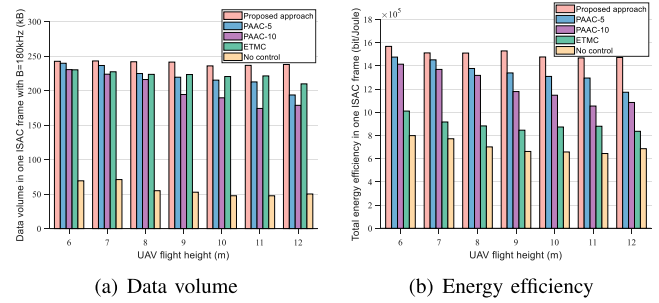 Proposed approach
PAAC-5
PAAC-10
ETMC
No control
300
250
200
150
100
50
0
Data volume in one ISAC frame with B=180kHz (kB)
6 7 8 9 10 11 12
UAV flight height (m)
(a) Data volume
×10⁵
Proposed approach
PAAC-5
PAAC-10
ETMC
No control
18
16
14
12
10
8
6
4
2
0
Total energy efficiency in one ISAC frame (bit/Joule)
6 7 8 9 10 11 12
UAV flight height (m)
(b) Energy efficiency